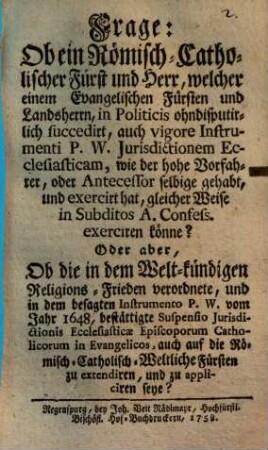 2.
Frage:
Ob ein Römisch-Catho-
lischer Fürst und Herr, welcher
einem Evangelischen Fürsten und
Landsherrn, in Politicis ohndisputir-
lich succedirt, auch vigore Instru-
menti P. W. Jurisdictionem Ec-
clesiasticam, wie der hohe Vorfah-
rer, oder Antecessor selbige gehabt,
und exercirt hat, gleicher Weise
in Subditos A. Confess.
exerciren könne?
Oder aber,
Ob die in dem Welt-kündigen
Religions-Frieden verordnete, und
in dem besagten Instrumento P. W. vom
Jahr 1648, bestättigte Suspensio Jurisdi-
ctionis Ecclesiasticæ Episcoporum Catho-
licorum in Evangelicos, auch auf die Rö-
misch-Catholisch-Weltliche Fürsten
zu extendiren, und zu appli-
ciren seye?
Regenspurg, bey Joh. Veit Rädlmayr, Hochfürstl.
Bischöfl. Hof-Buchdruckern, 1758.